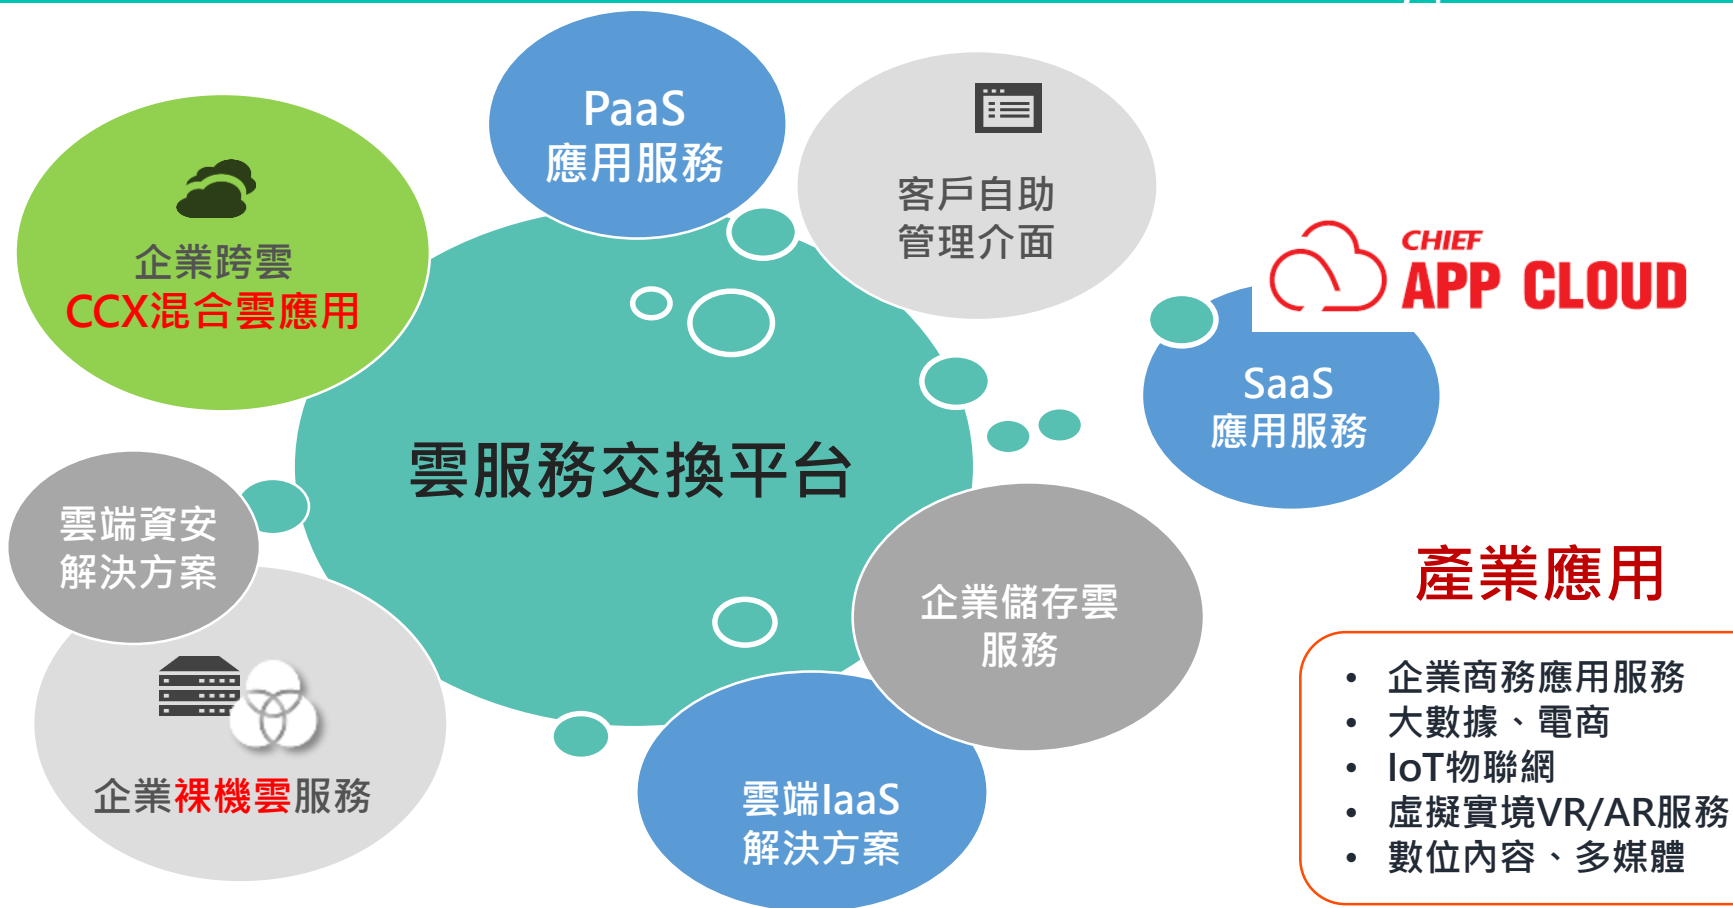 PaaS
應用服務
客戶自助
管理介面
企業跨雲
CCX混合雲應用
CHIEF
APP CLOUD
SaaS
應用服務
雲服務交換平台
雲端資安
解決方案
企業儲存雲
服務
企業裸機雲服務
雲端IaaS
解決方案
產業應用
• 企業商務應用服務
• 大數據、電商
• IoT物聯網
• 虛擬實境VR/AR服務
• 數位內容、多媒體